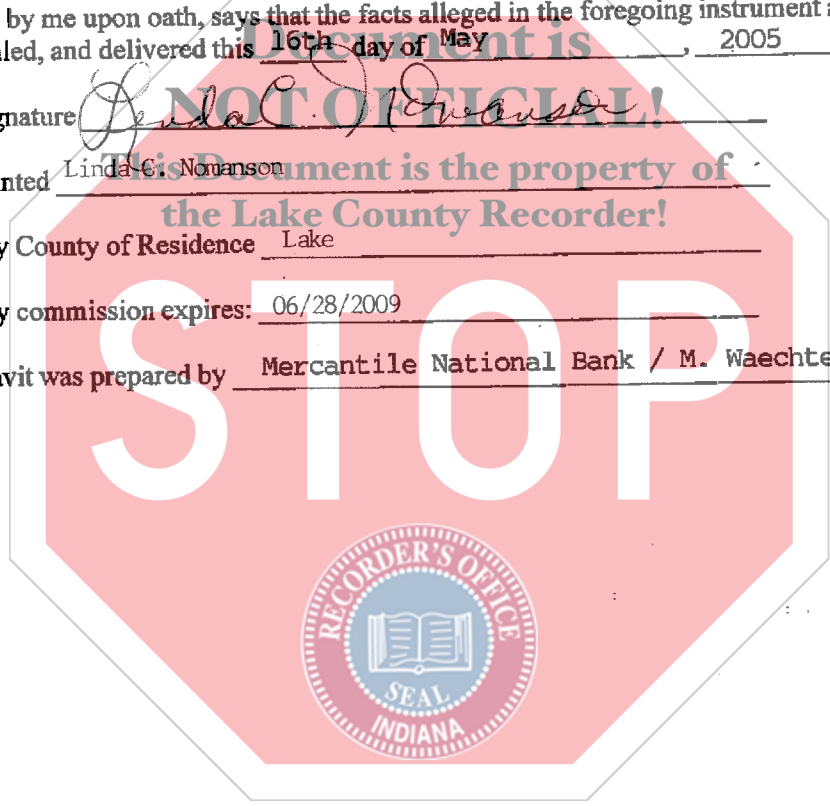 by me upon oath, says that the facts alleged in the foregoing instrument a
led, and delivered this 16th day of May, 2005
Document is
NOT OFFICIAL!
gnature Linda C. Nomanson
nted Linda C. Nomanson
This Document is the property of
the Lake County Recorder!
y County of Residence Lake
y commission expires: 06/28/2009
vit was prepared by Mercantile National Bank / M. Waechte
STOP
RECORDER'S OFFICE
SEAL
INDIANA